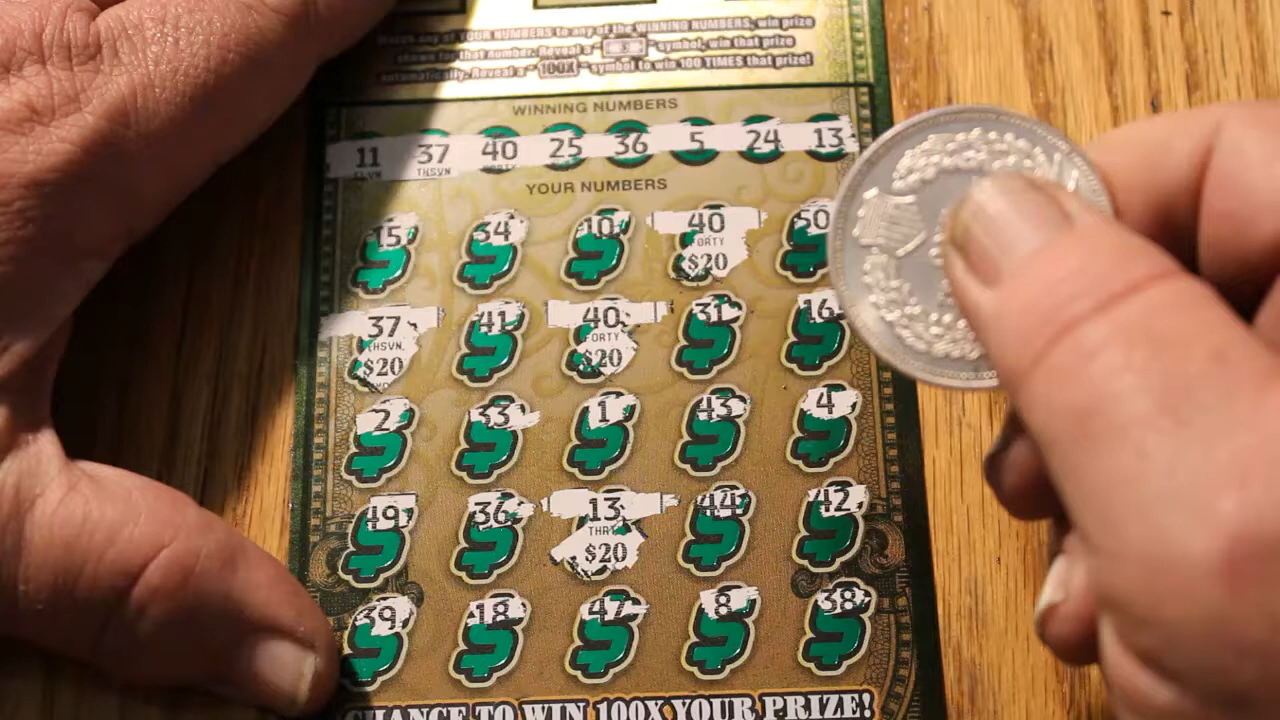 Match any of YOUR NUMBERS to any of the WINNING NUMBERS, win prize
shown for that number. Reveal a " " symbol, win that prize
automatically. Reveal a "100X" symbol to win 100 TIMES that prize!
WINNING NUMBERS
11 37 40 25 36 5 24 13
THSVN
YOUR NUMBERS
15 34 10 40 50
FORTY
$20
37 41 40 31 16
THSVN FORTY
$20 $20
2 33 1 43 4
49 36 13 44 42
$20
39 18 47 8 38
CHANCE TO WIN 100X YOUR PRIZE!